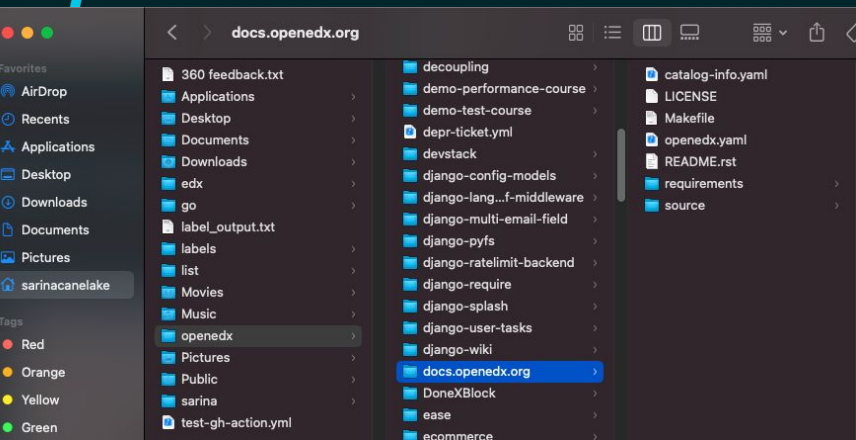 docs.openedx.org
Favorites
AirDrop
Recents
Applications
Desktop
Downloads
Documents
Pictures
sarinacanelake
Tags
Red
Orange
Yellow
Green
360 feedback.txt
Applications
Desktop
Documents
Downloads
edx
go
label_output.txt
labels
list
Movies
Music
openedx
Pictures
Public
sarina
test-gh-action.yml
decoupling
demo-performance-course
demo-test-course
depr-ticket.yml
devstack
django-config-models
django-lang...f-middleware
django-multi-email-field
django-pyfs
django-ratelimit-backend
django-require
django-splash
django-user-tasks
django-wiki
docs.openedx.org
DoneXBlock
ease
ecommerce
catalog-info.yaml
LICENSE
Makefile
openedx.yaml
README.rst
requirements
source